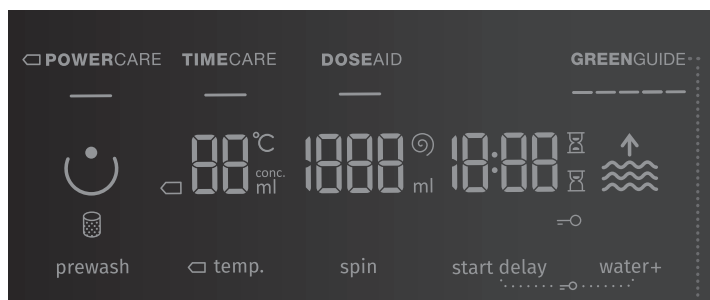 POWERCARE TIMECARE DOSEAID GREENGUIDE
88 °C 1888 18:88
conc.
ml ml
prewash temp. spin start delay water+